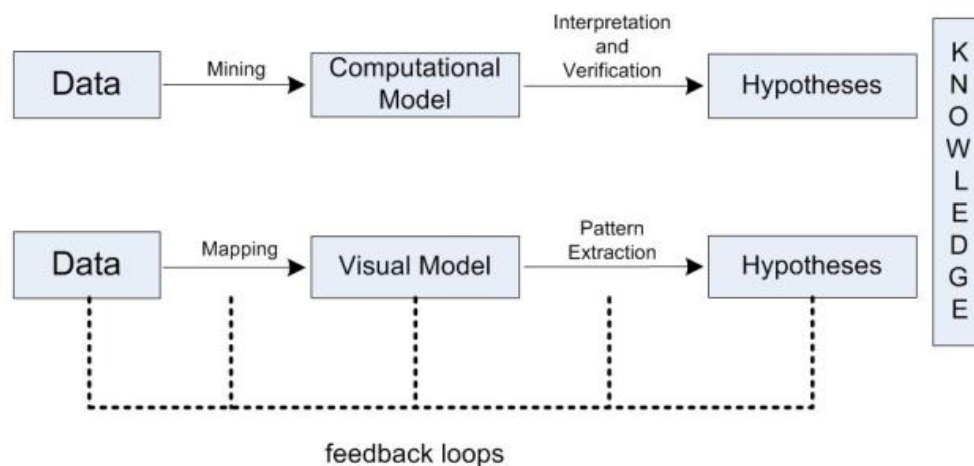 Data
Mining
Computational
Model
Interpretation
and
Verification
Hypotheses
Data
Mapping
Visual Model
Pattern
Extraction
Hypotheses
K
N
O
W
L
E
D
G
E
feedback loops